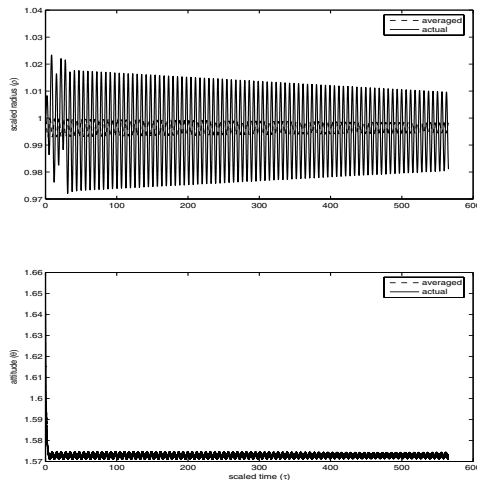 1.04
averaged
actual
1.03
1.02
1.01
1
0.99
0.98
0.97
scaled radius (ρ)
0 100 200 300 400 500 600
1.66
averaged
actual
1.65
1.64
1.63
1.62
1.61
1.6
1.59
1.58
1.57
attitude (θ)
0 100 200 300 400 500 600
scaled time (τ)